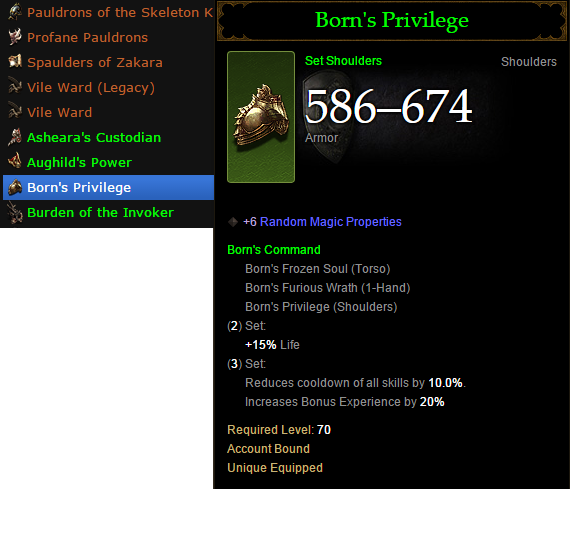 Pauldrons of the Skeleton K
Profane Pauldrons
Spaulders of Zakara
Vile Ward (Legacy)
Vile Ward
Asheara's Custodian
Aughild's Power
Born's Privilege
Burden of the Invoker
Born's Privilege
Set Shoulders
Shoulders
586–674
Armor
+6 Random Magic Properties
Born's Command
Born's Frozen Soul (Torso)
Born's Furious Wrath (1-Hand)
Born's Privilege (Shoulders)
(2) Set:
+15% Life
(3) Set:
Reduces cooldown of all skills by 10.0%.
Increases Bonus Experience by 20%
Required Level: 70
Account Bound
Unique Equipped